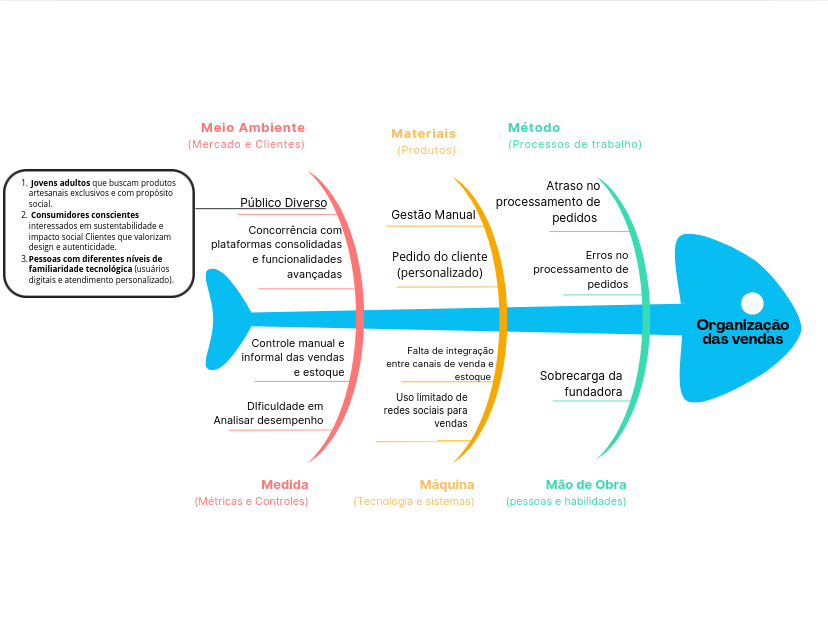 Meio Ambiente
(Mercado e Clientes)
Materiais
(Produtos)
Método
(Processos de trabalho)
1. Jovens adultos que buscam produtos
artesanais exclusivos e com propósito
social.
2. Consumidores conscientes
interessados em sustentabilidade e
impacto social Clientes que valorizam
design e autenticidade.
3. Pessoas com diferentes níveis de
familiaridade tecnológica (usuários
digitais e atendimento personalizado).
Público Diverso
Concorrência com
plataformas consolidadas
e funcionalidades
avançadas
Gestão Manual
Pedido do cliente
(personalizado)
Atraso no
processamento de
pedidos
Erros no
processamento de
pedidos
Organização
das vendas
Controle manual e
informal das vendas
e estoque
DIficuldade em
Analisar desempenho
Falta de integração
entre canais de venda e
estoque
Uso limitado de
redes sociais para
vendas
Sobrecarga da
fundadora
Medida
(Métricas e Controles)
Máquina
(Tecnologia e sistemas)
Mão de Obra
(pessoas e habilidades)